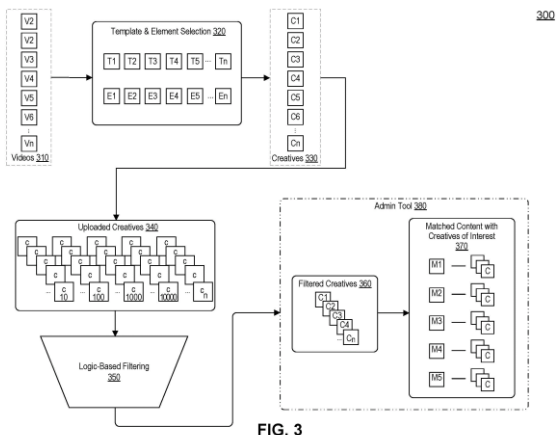 300
V2
V2
V3
V4
V5
V6
⋮
Vn
Videos 310
Template & Element Selection 320
T1 T2 T3 T4 T5 ... Tn
E1 E2 E3 E4 E5 ... En
C1
C2
C3
C4
C5
C6
⋮
Cn
Creatives 330
Uploaded Creatives 340
c c c c c
c c c c c
c c c c c
... c 10 ... c 100 ... c 1000 ... c 10000 ... cn
Logic-Based Filtering
350
Admin Tool 380
Filtered Creatives 360
C1
C2
C3
C4
... Cn
Matched Content with
Creatives of Interest
370
M1 C
M2 C
M3 C
M4 C
M5 C
FIG. 3